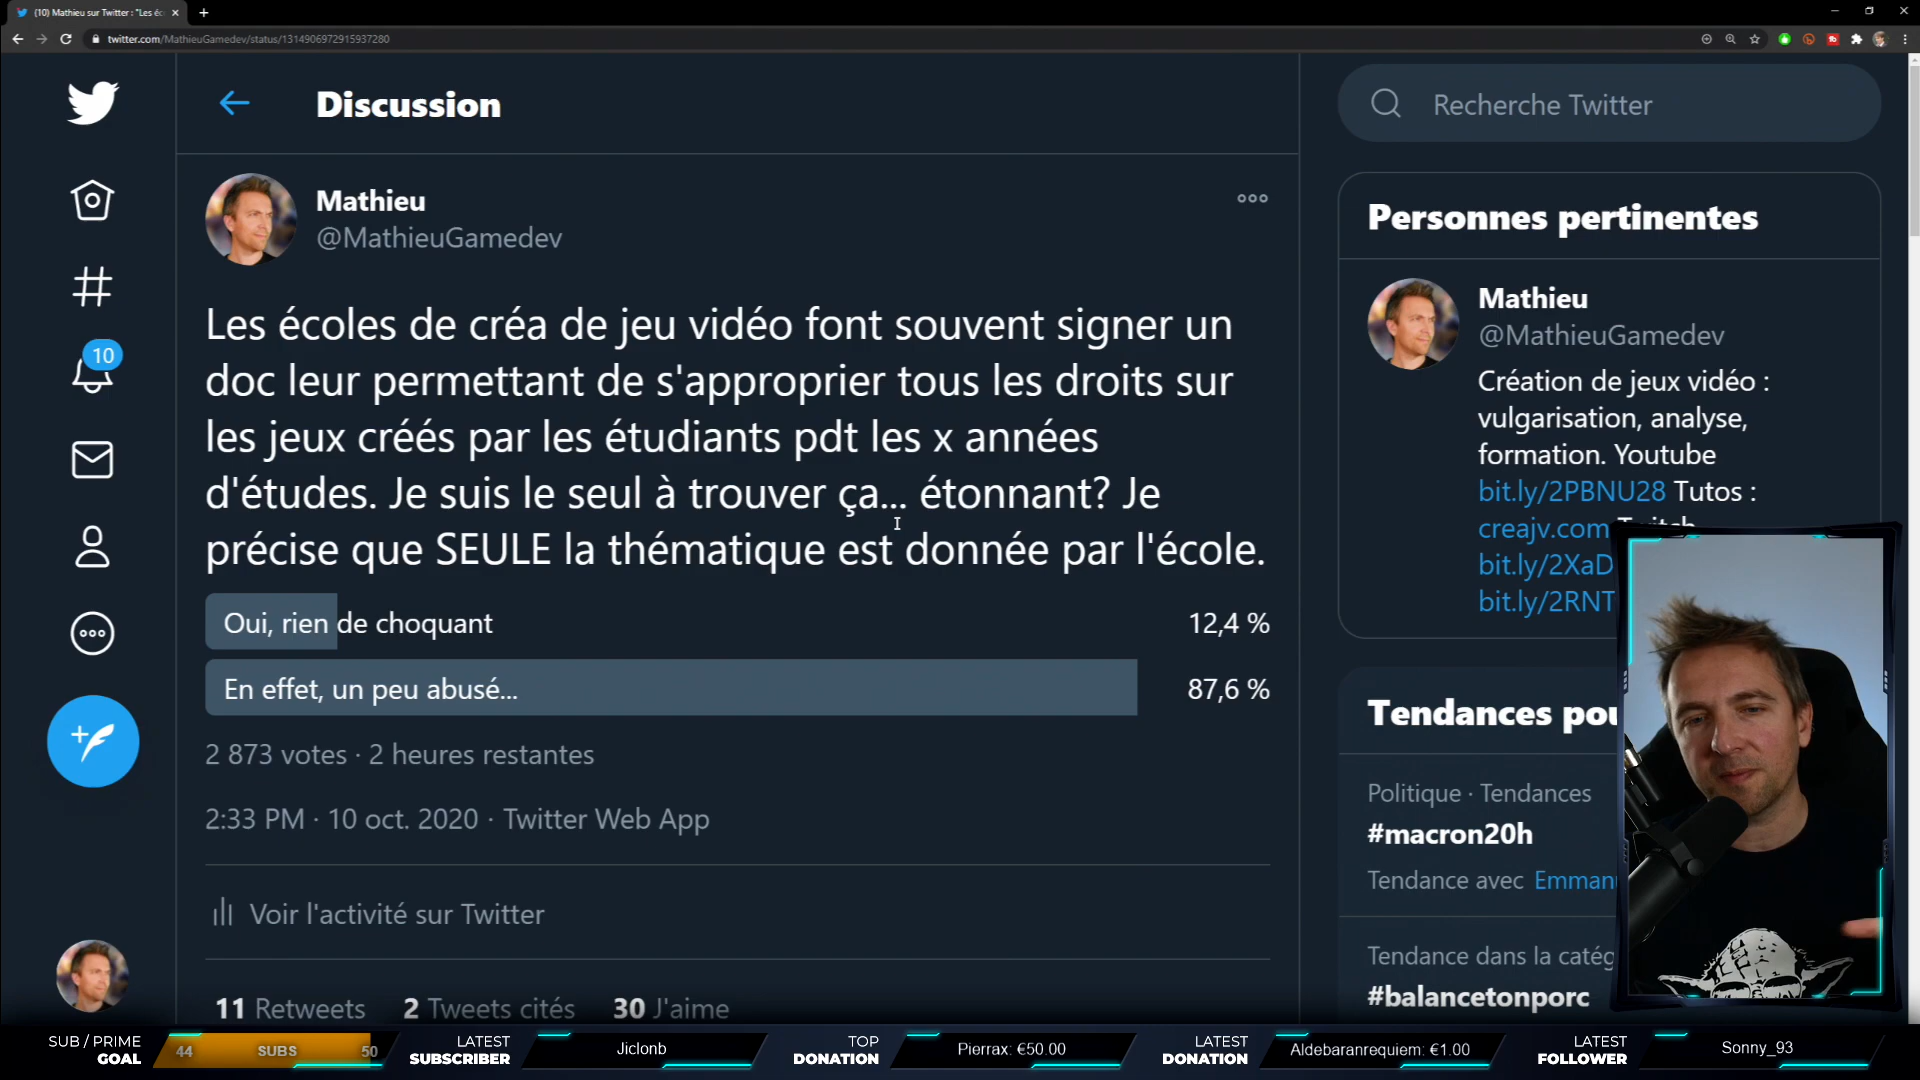 (10) Mathieu sur Twitter : "Les éc
twitter.com/MathieuGamedev/status/1314906972915937280
Discussion
Recherche Twitter
Mathieu
@MathieuGamedev
Les écoles de créa de jeu vidéo font souvent signer un
doc leur permettant de s'approprier tous les droits sur
les jeux créés par les étudiants pdt les x années
d'études. Je suis le seul à trouver ça... étonnant? Je
précise que SEULE la thématique est donnée par l'école.
Oui, rien de choquant
12,4 %
En effet, un peu abusé...
87,6 %
2 873 votes · 2 heures restantes
2:33 PM · 10 oct. 2020 · Twitter Web App
Voir l'activité sur Twitter
11 Retweets 2 Tweets cités 30 J'aime
10
Personnes pertinentes
Mathieu
@MathieuGamedev
Création de jeux vidéo :
vulgarisation, analyse,
formation. Youtube
bit.ly/2PBNU28 Tutos :
creajv.com Twitch
bit.ly/2XaD
bit.ly/2RNT
Tendances pou
Politique · Tendances
#macron20h
Tendance avec Emmanu
Tendance dans la catég
#balancetonporc
SUB / PRIME
GOAL
44 SUBS 50
LATEST
SUBSCRIBER
Jiclonb
TOP
DONATION
Pierrax: €50.00
LATEST
DONATION
Aldebaranrequiem: €1.00
LATEST
FOLLOWER
Sonny_93